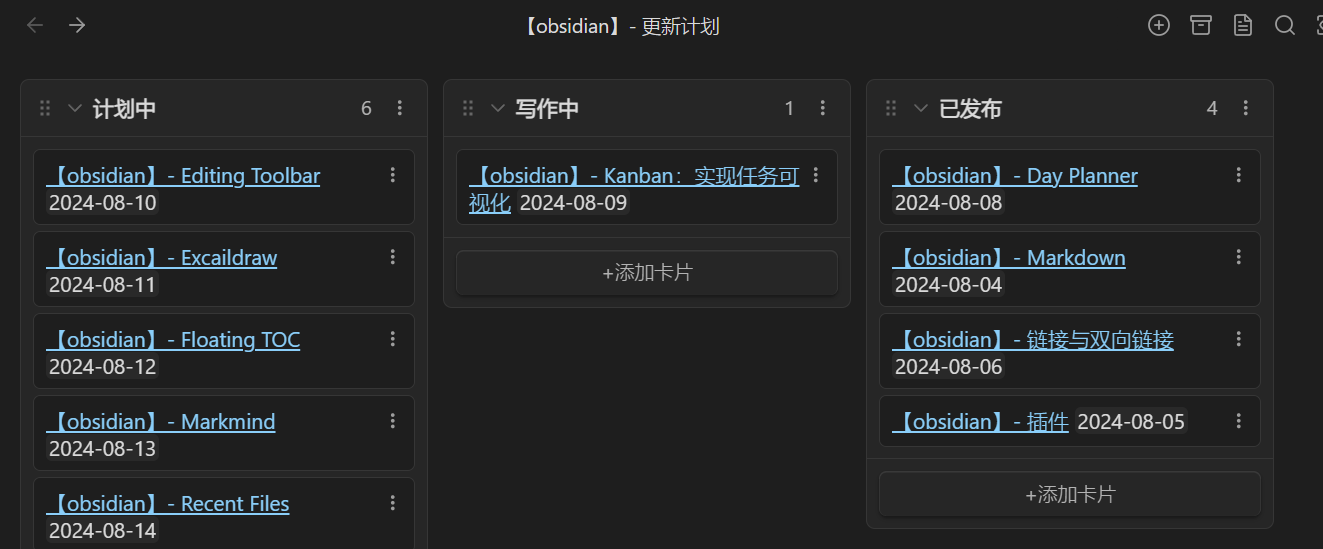 【obsidian】- 更新计划
计划中 6
【obsidian】- Editing Toolbar
2024-08-10
【obsidian】- Excaildraw
2024-08-11
【obsidian】- Floating TOC
2024-08-12
【obsidian】- Markmind
2024-08-13
【obsidian】- Recent Files
2024-08-14
写作中 1
【obsidian】- Kanban：实现任务可
视化 2024-08-09
+添加卡片
已发布 4
【obsidian】- Day Planner
2024-08-08
【obsidian】- Markdown
2024-08-04
【obsidian】- 链接与双向链接
2024-08-06
【obsidian】- 插件 2024-08-05
+添加卡片